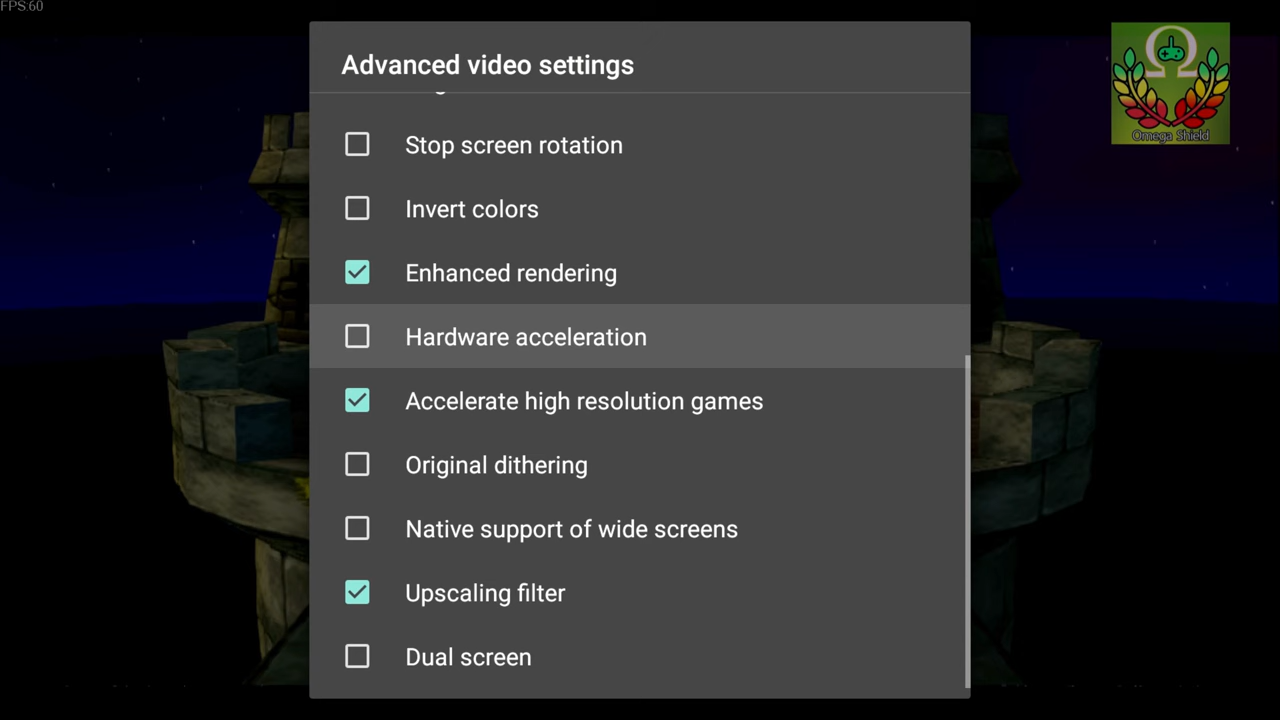 FPS:60
Advanced video settings
Stop screen rotation
Invert colors
Enhanced rendering
Hardware acceleration
Accelerate high resolution games
Original dithering
Native support of wide screens
Upscaling filter
Dual screen
Ω
Omega Shield